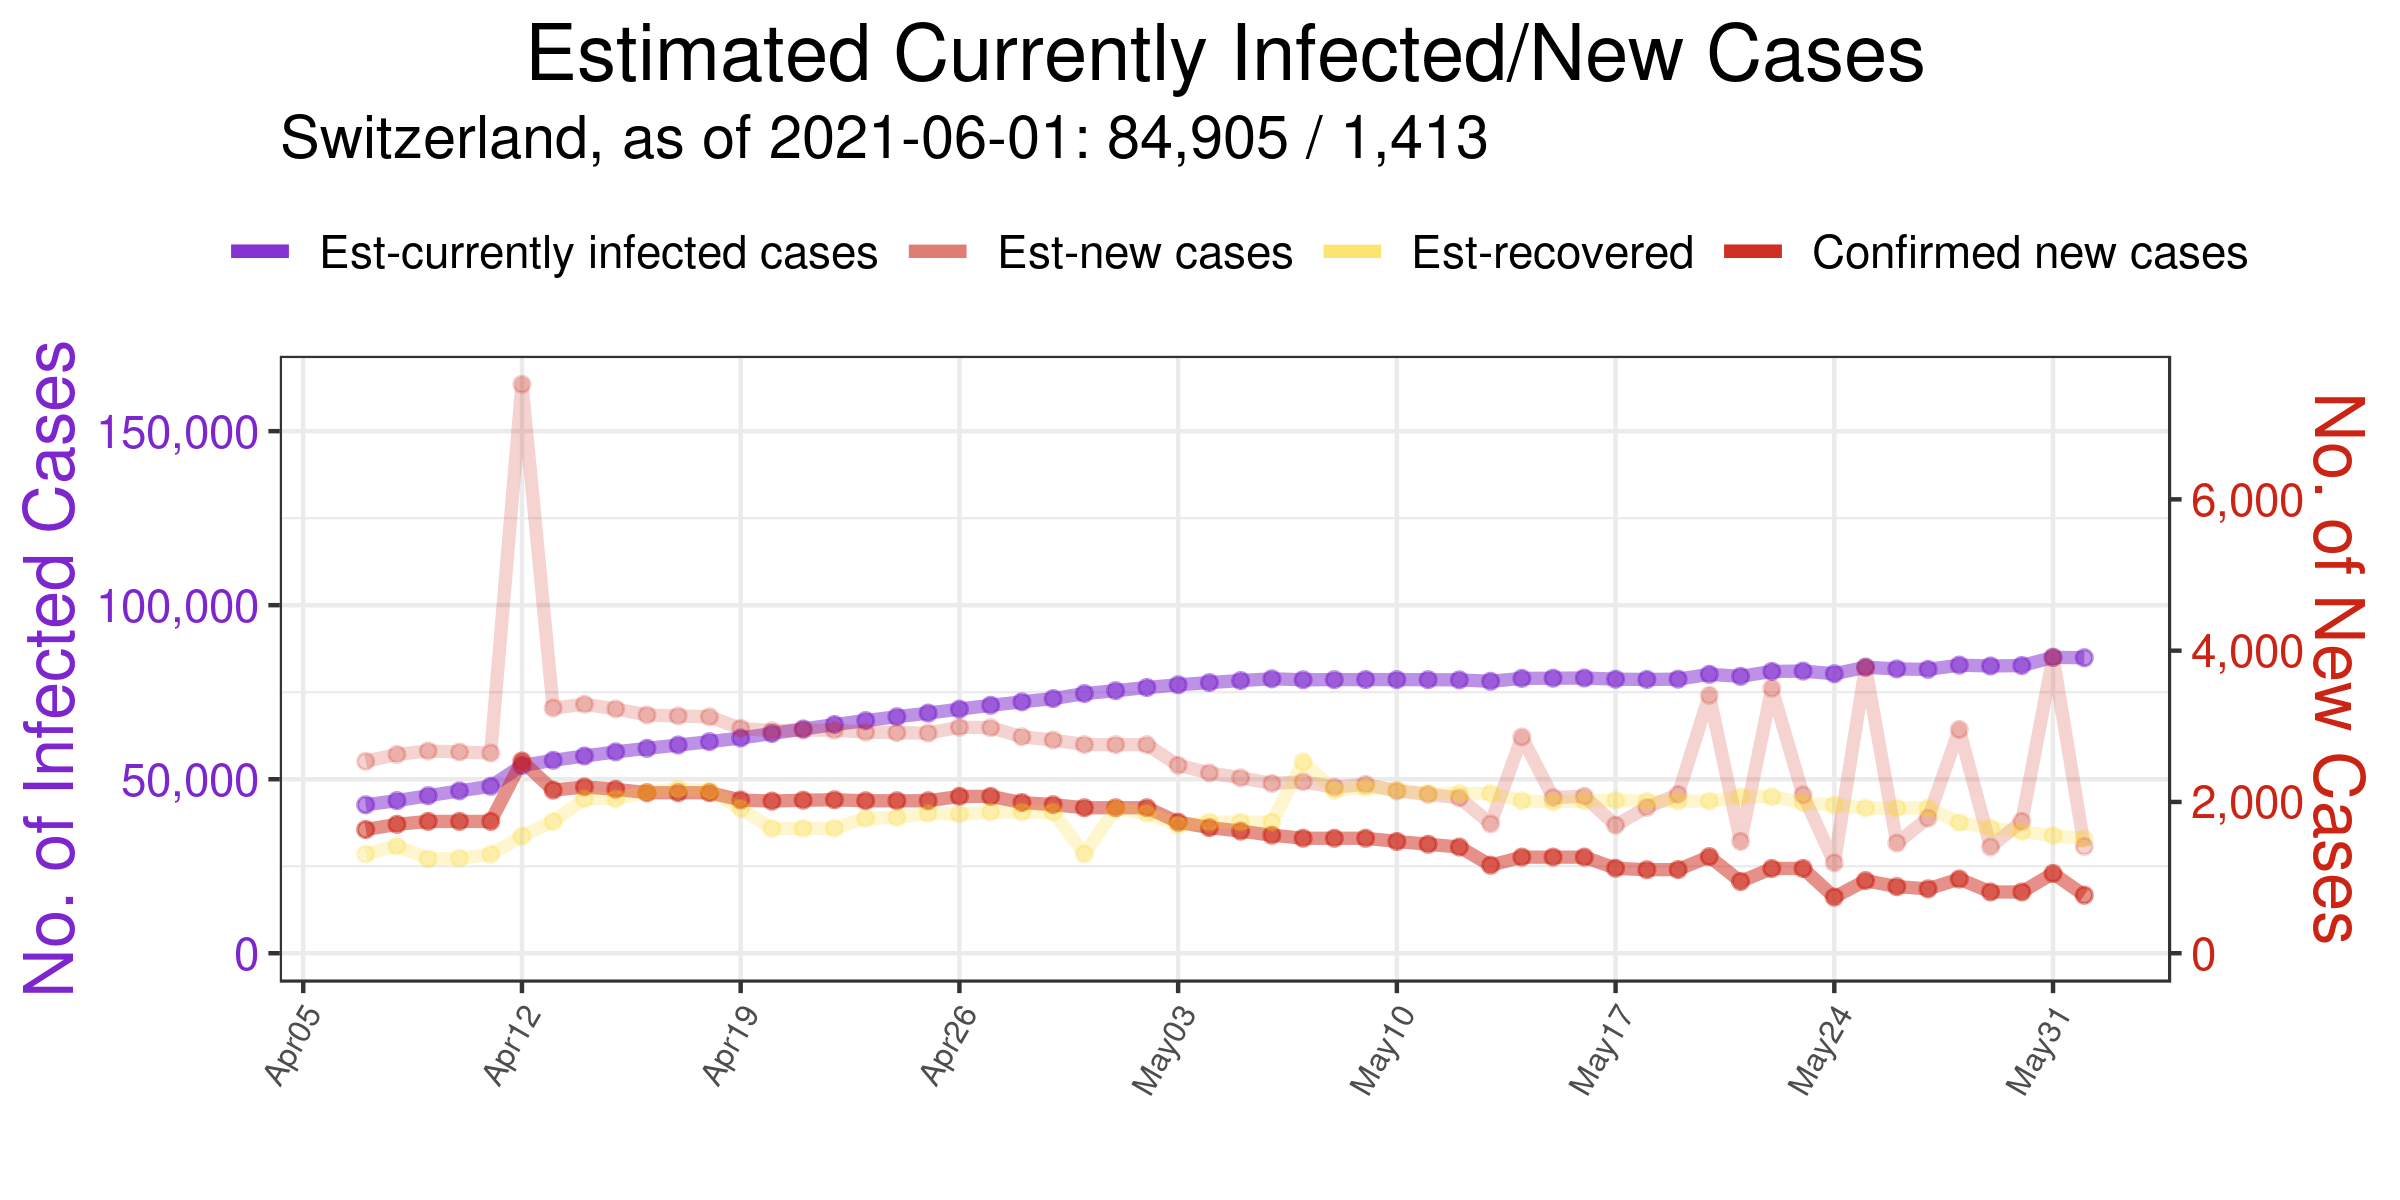 Estimated Currently Infected/New Cases
Switzerland, as of 2021-06-01: 84,905 / 1,413
Est-currently infected cases Est-new cases Est-recovered Confirmed new cases
No. of Infected Cases
150,000
100,000
50,000
0
6,000
4,000
2,000
0
No. of New Cases
Apr05 Apr12 Apr19 Apr26 May03 May10 May17 May24 May31